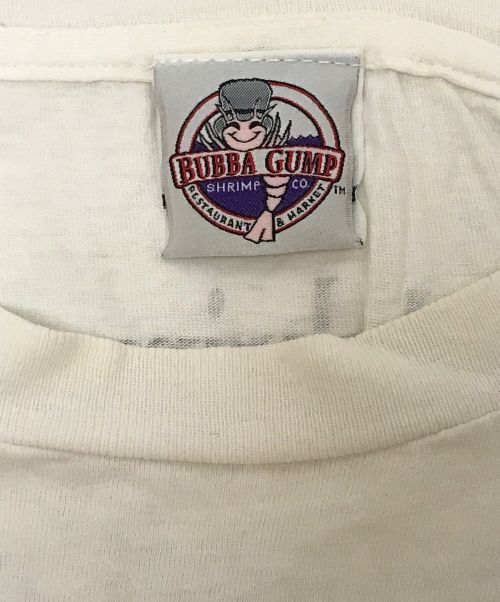 BUBBA GUMP
SHRIMP CO.
RESTAURANT & MARKET
TM